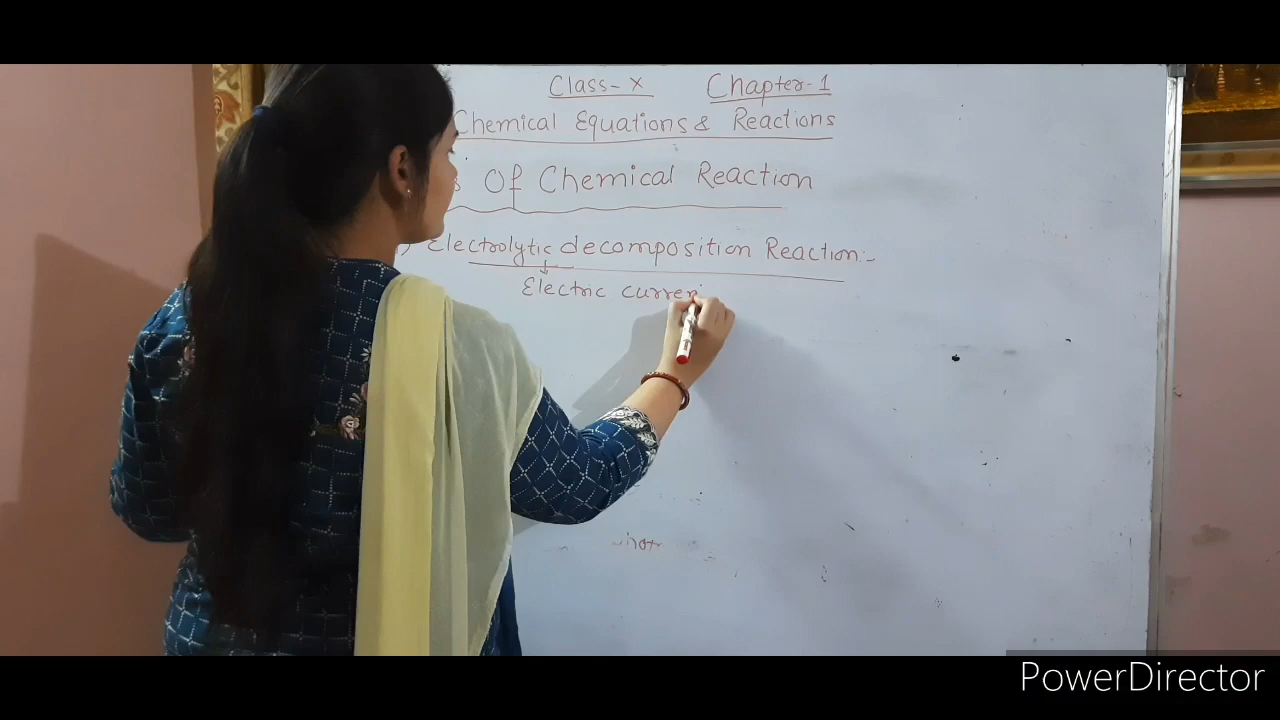 Class-X Chapter-1
Chemical Equations & Reactions
Of Chemical Reaction
Electrolytic decomposition Reaction:-
Electric curren
PowerDirector